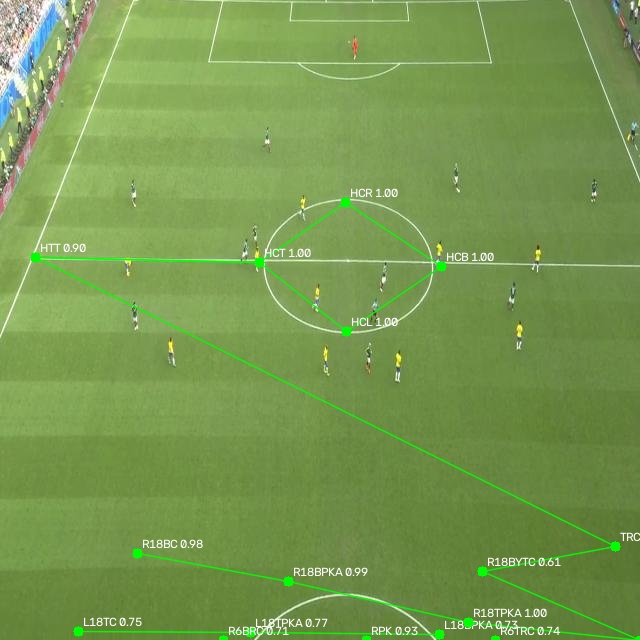 HCR 1.00
HTT 0.90
HCT 1.00
HCB 1.00
HCL 1.00
TRC
R18BC 0.98
R18BYTC 0.61
R18BPKA 0.99
R18TPKA 1.00
L18TC 0.75
L18TPKA 0.77
R6BRC 0.71
RPK 0.93
R6TRC 0.74